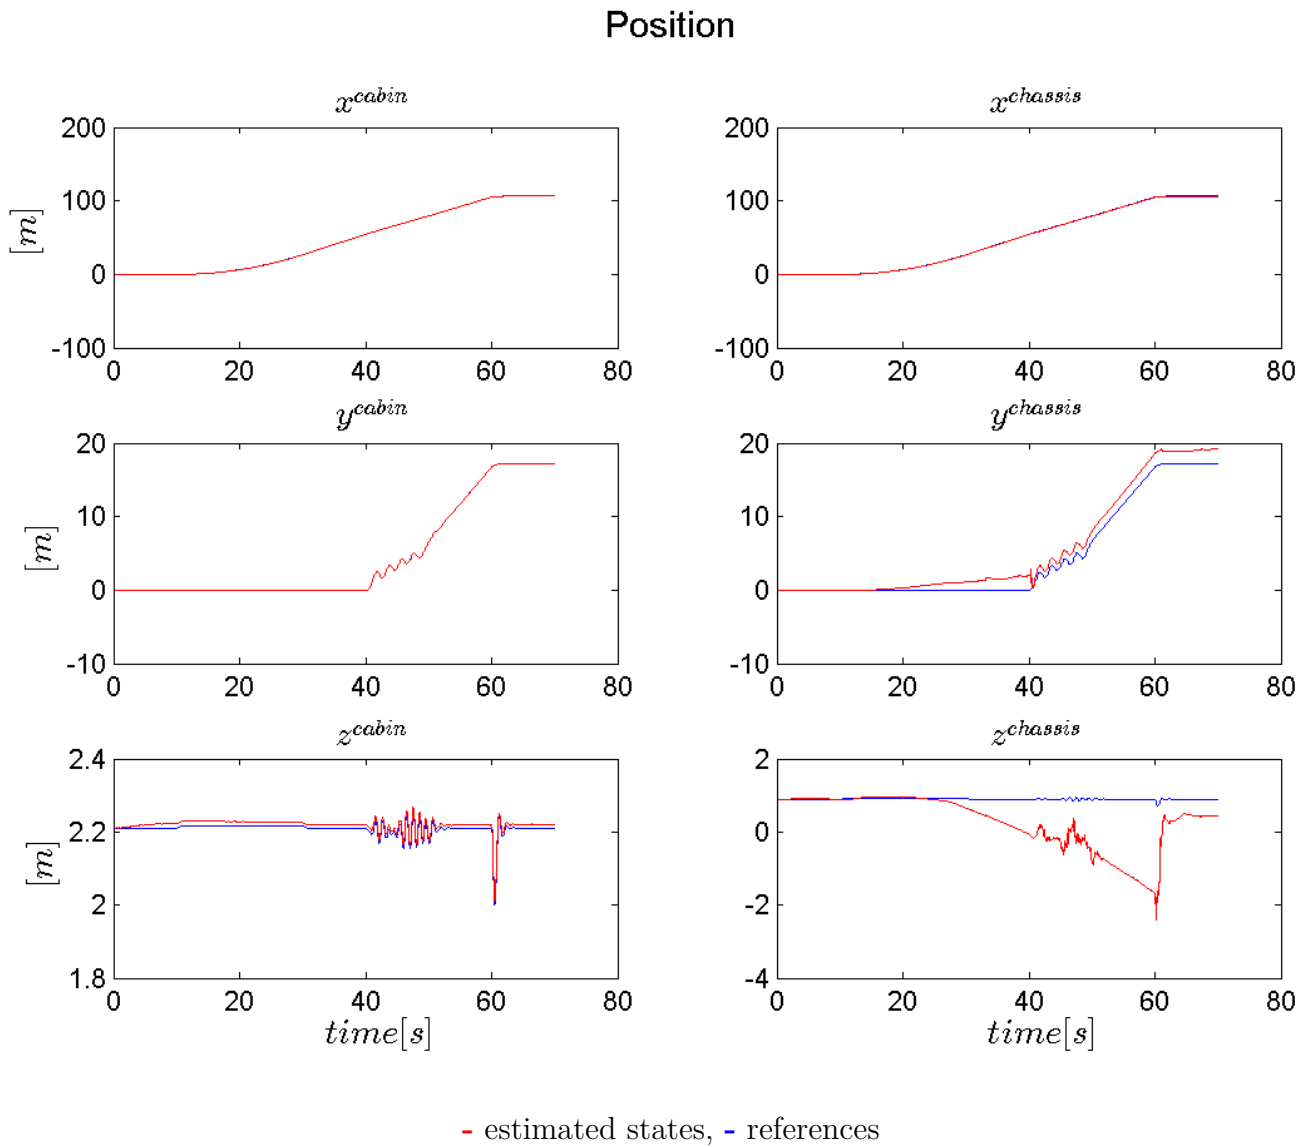 Position
x^{cabin} x^{chassis}
200 200
100 100
[m]
0 0
-100 -100
0 20 40 60 80 0 20 40 60 80
y^{cabin} y^{chassis}
20 20
10 10
[m]
0 0
-10 -10
0 20 40 60 80 0 20 40 60 80
z^{cabin} z^{chassis}
2.4 2
2.2 0
[m]
2 -2
1.8 -4
0 20 40 60 80 0 20 40 60 80
time[s] time[s]
- estimated states, - references